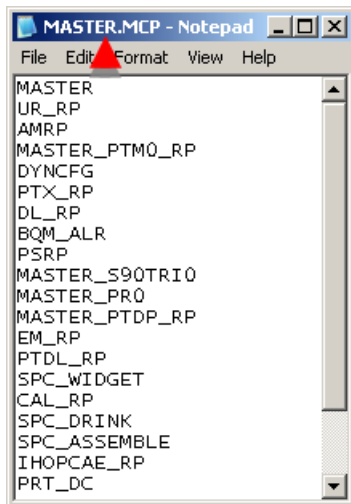 MASTER.MCP - Notepad
File Edit Format View Help
MASTER
UR_RP
AMRP
MASTER_PTM0_RP
DYNCFG
PTX_RP
DL_RP
BQM_ALR
PSRP
MASTER_S90TRIO
MASTER_PRO
MASTER_PTDP_RP
EM_RP
PTDL_RP
SPC_WIDGET
CAL_RP
SPC_DRINK
SPC_ASSEMBLE
IHOPCAE_RP
PRT_DC